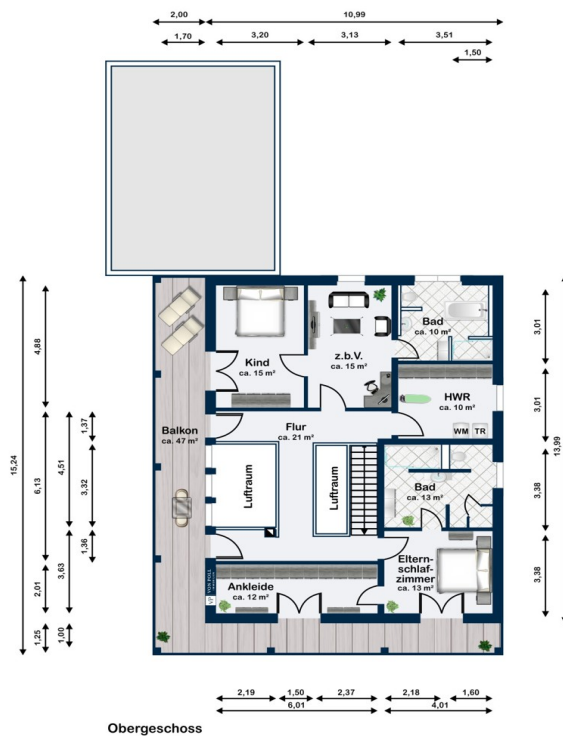 2,00
10,99
1,70
3,20
3,13
3,51
1,50
15,24
4,88
6,13
2,01
1,25
4,51
3,63
1,00
1,37
3,32
1,36
Kind
ca. 15 m²
z.b.V.
ca. 15 m²
Bad
ca. 10 m²
HWR
ca. 10 m²
WM
TR
Balkon
ca. 47 m²
Flur
ca. 21 m²
Luftraum
Luftraum
Bad
ca. 13 m²
Eltern-
schlaf-
zimmer
ca. 13 m²
Ankleide
ca. 12 m²
VP
VON POLL
3,01
3,01
3,38
3,38
13,99
2,19
1,50
2,37
2,18
1,60
6,01
4,01
Obergeschoss